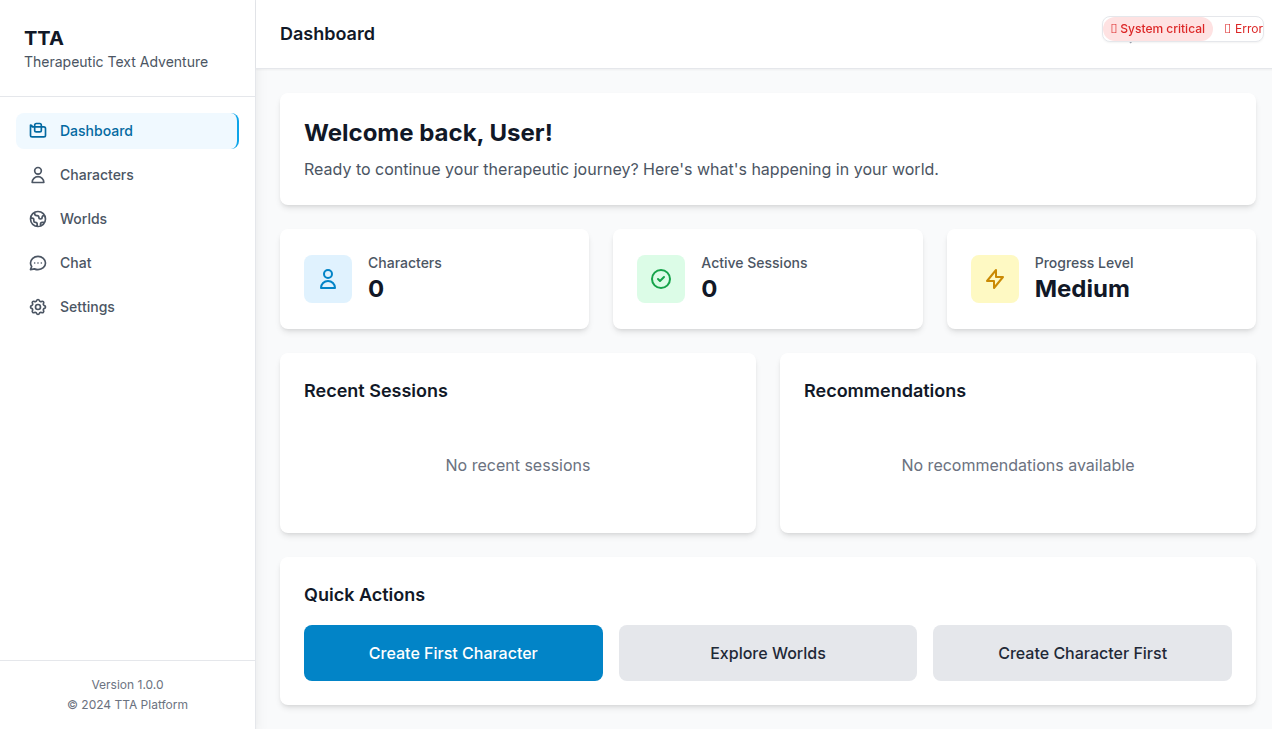 TTA
Therapeutic Text Adventure
Dashboard
Characters
Worlds
Chat
Settings
Version 1.0.0
© 2024 TTA Platform
Dashboard
System critical
Error
Welcome back, User!
Ready to continue your therapeutic journey? Here's what's happening in your world.
Characters
0
Active Sessions
0
Progress Level
Medium
Recent Sessions
No recent sessions
Recommendations
No recommendations available
Quick Actions
Create First Character
Explore Worlds
Create Character First